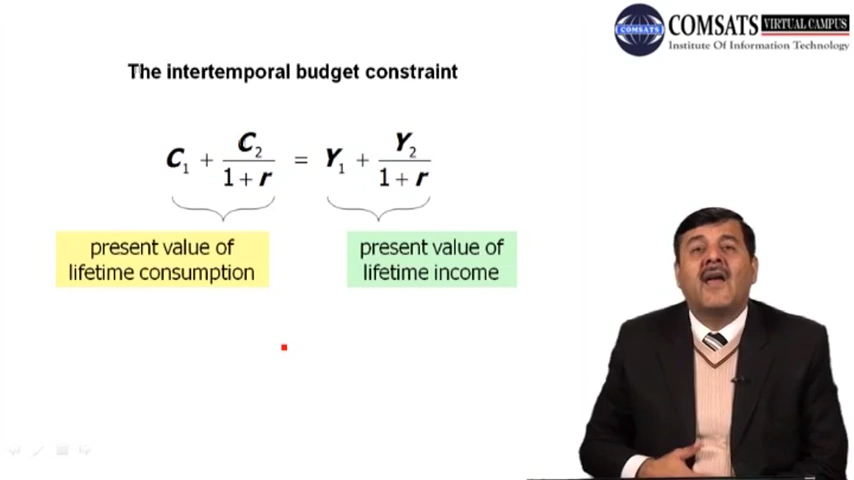 COMSATS VIRTUAL CAMPUS
COMSATS
Institute Of Information Technology
The intertemporal budget constraint
C₁ + C₂/(1 + r) = Y₁ + Y₂/(1 + r)
present value of
lifetime consumption
present value of
lifetime income